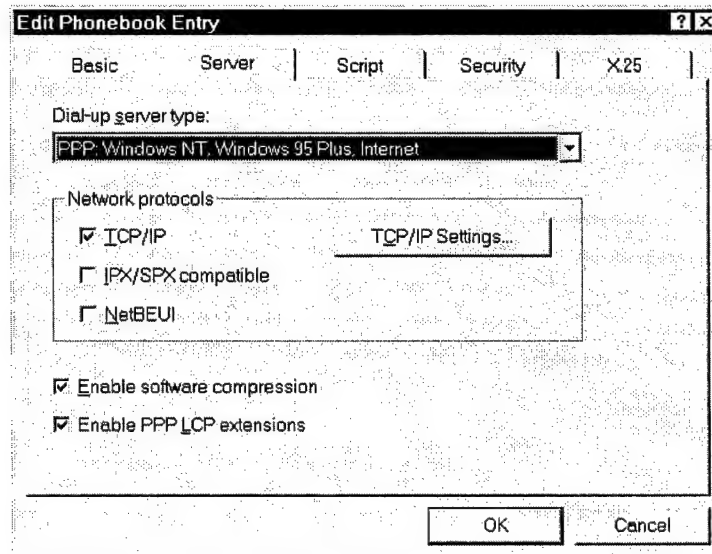 Edit Phonebook Entry
Basic Server Script Security X.25
Dial-up server type:
PPP: Windows NT, Windows 95 Plus, Internet
Network protocols
TCP/IP TCP/IP Settings...
IPX/SPX compatible
NetBEUI
Enable software compression
Enable PPP LCP extensions
OK Cancel